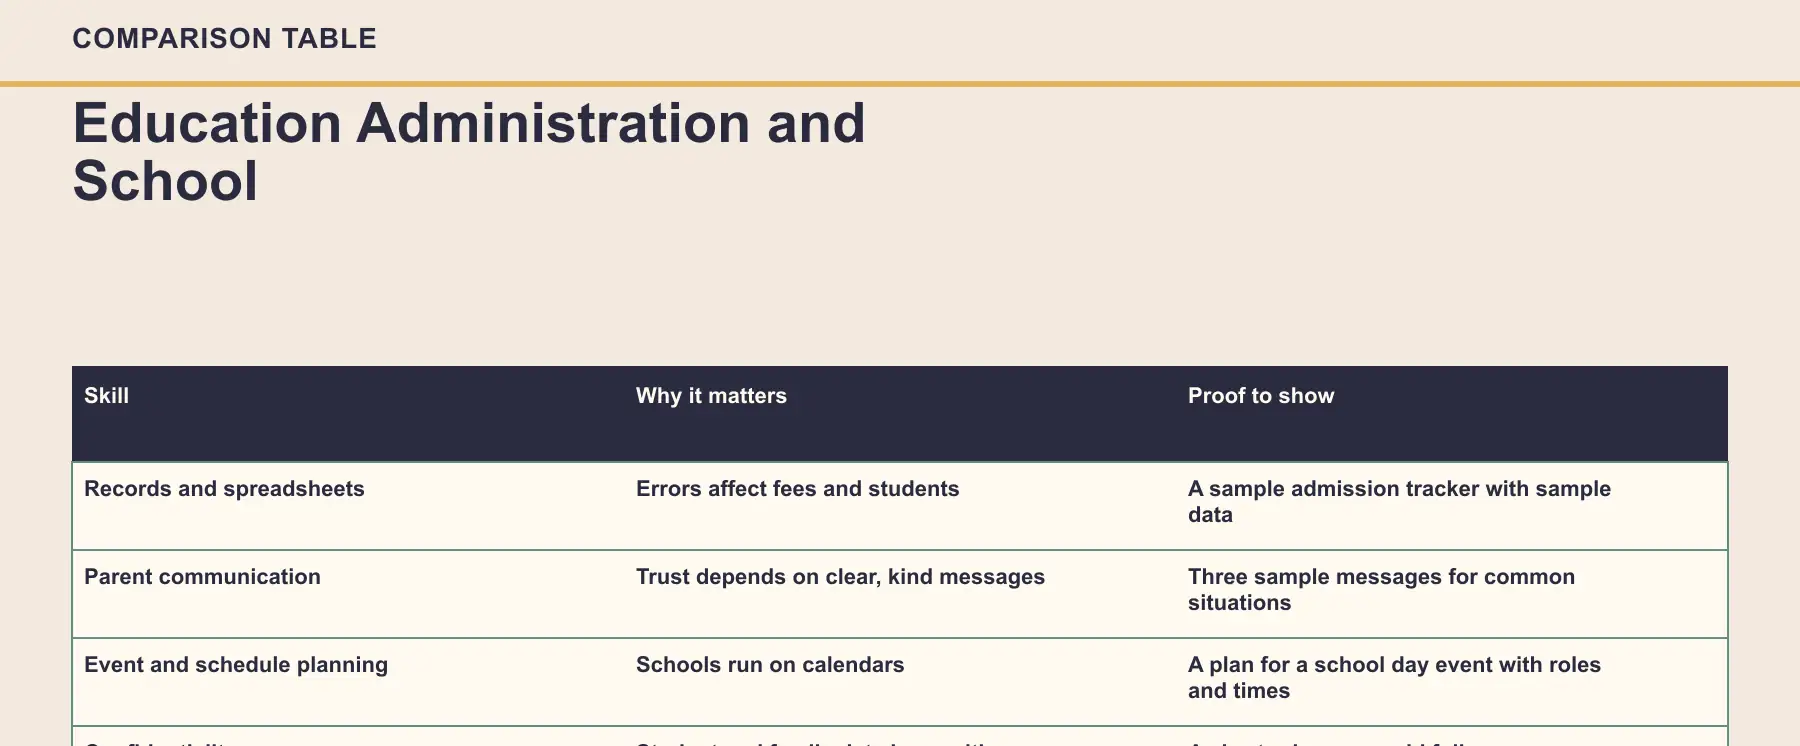 COMPARISON TABLE
Education Administration and
School
Skill
Why it matters
Proof to show
Records and spreadsheets
Errors affect fees and students
A sample admission tracker with sample
data
Parent communication
Trust depends on clear, kind messages
Three sample messages for common
situations
Event and schedule planning
Schools run on calendars
A plan for a school day event with roles
and times